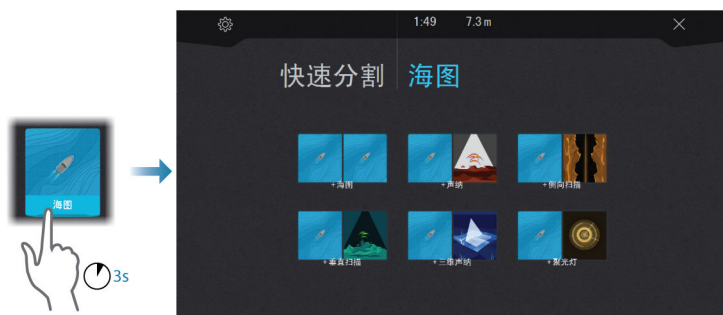 1:49 7.3 m
快速分割 海图
海图
3s
+海图 +声纳 +侧向扫描
+垂直扫描 +三维声纳 +聚光灯